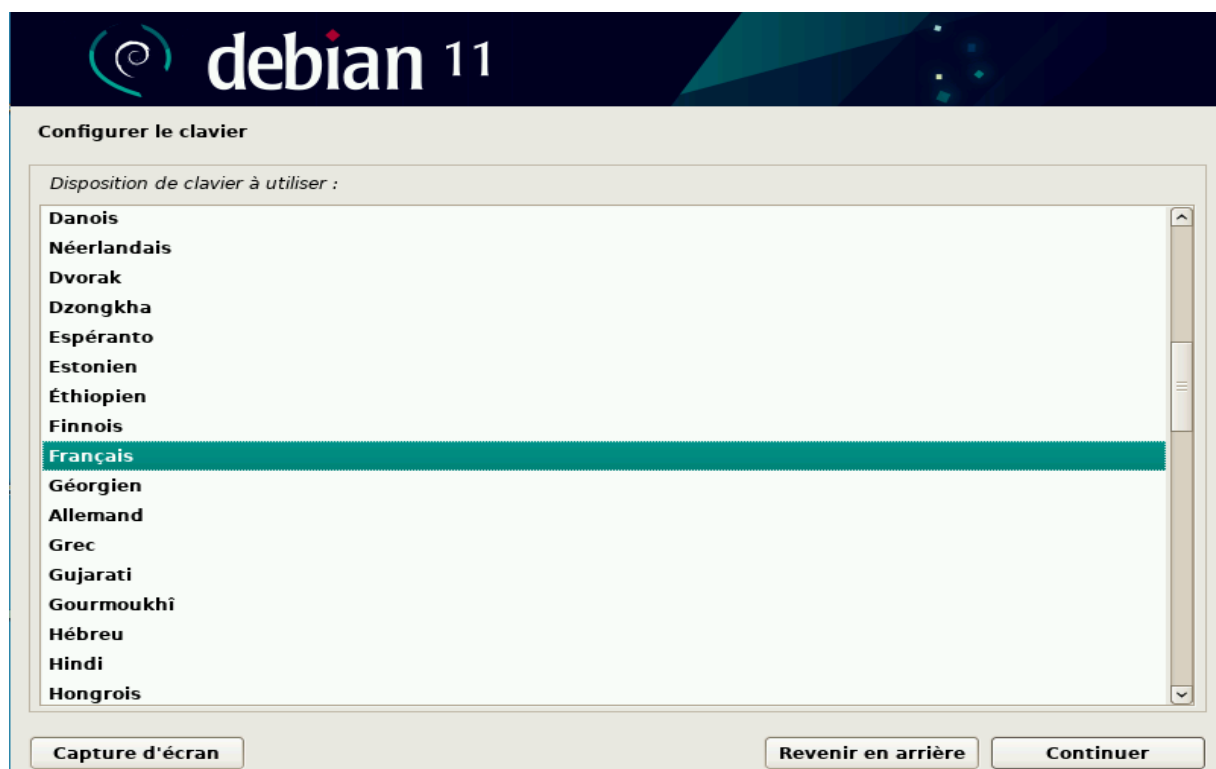 debian 11
Configurer le clavier
Disposition de clavier à utiliser :
Danois
Néerlandais
Dvorak
Dzongkha
Espéranto
Estonien
Éthiopien
Finnois
Français
Géorgien
Allemand
Grec
Gujarati
Gourmoukhî
Hébreu
Hindi
Hongrois
Capture d'écran
Revenir en arrière
Continuer